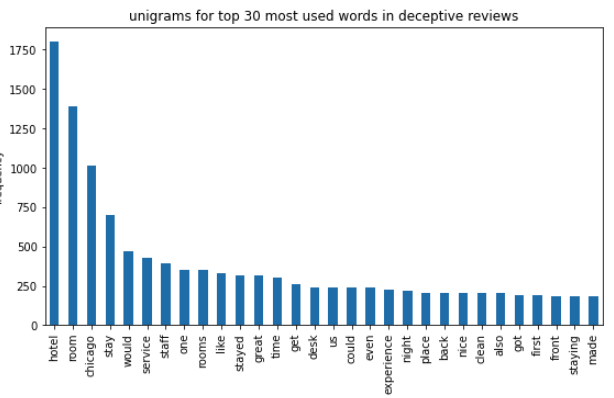 unigrams for top 30 most used words in deceptive reviews
1750
1500
1250
1000
750
500
250
0
hotel
room
chicago
stay
would
service
staff
one
rooms
like
stayed
great
time
get
desk
us
could
even
experience
night
place
back
nice
clean
also
got
first
front
staying
made